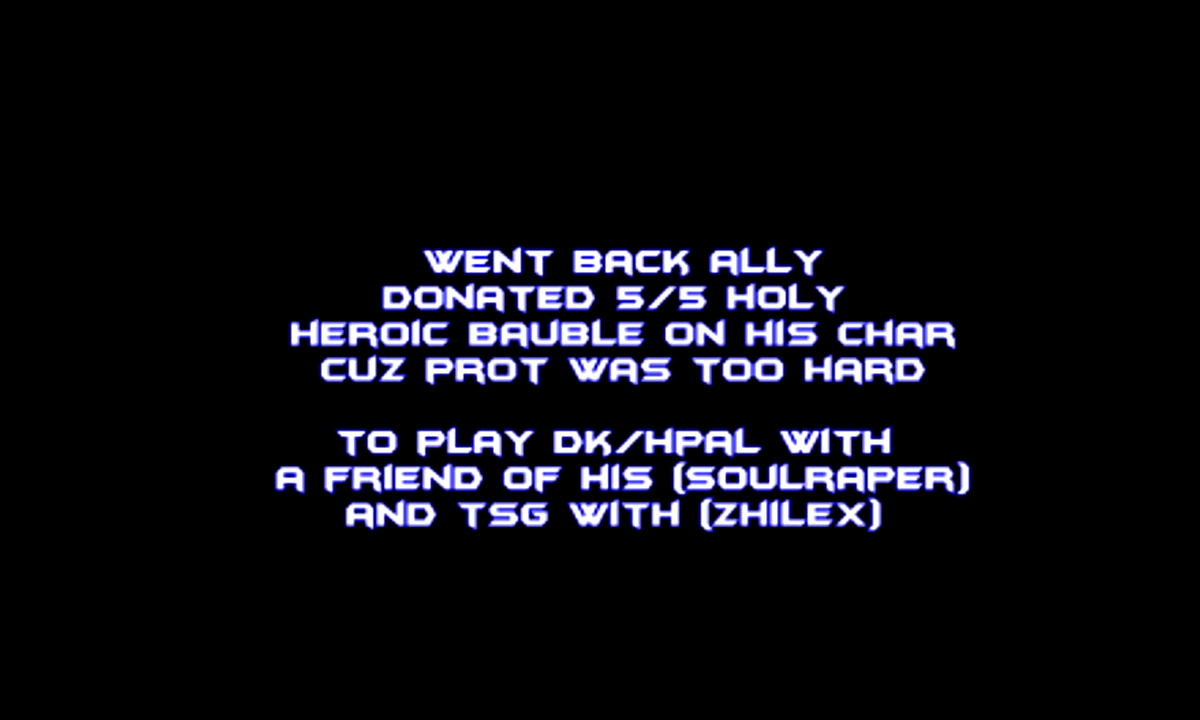 WENT BACK ALLY
DONATED 5/5 HOLY
HEROIC BAUBLE ON HIS CHAR
CUZ PROT WAS TOO HARD
TO PLAY DK/HPAL WITH
A FRIEND OF HIS (SOULRAPER)
AND TSG WITH (ZHILEX)